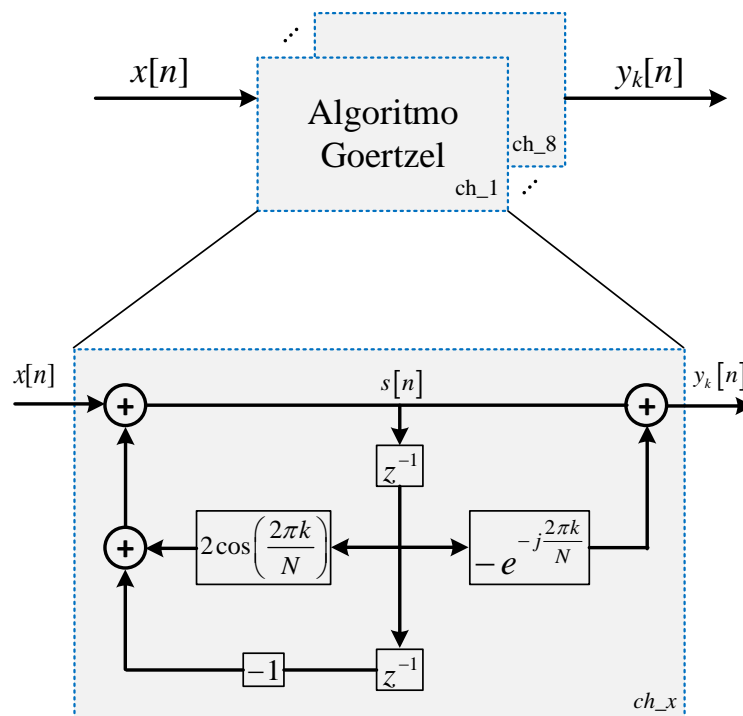 x[n]
Algoritmo
Goertzel
ch_1
ch_8
y_k[n]
x[n]
s[n]
y_k[n]
+
+
z^{-1}
+
2cos(2πk/N)
-e^{-j2πk/N}
-1
z^{-1}
ch_x